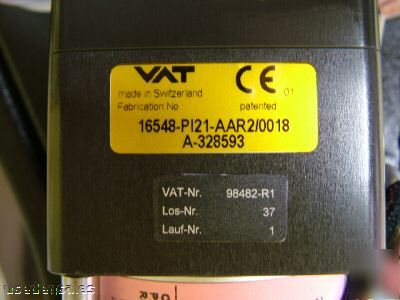 VAT CE 01
made in Switzerland
Fabrication No. patented
16548-PI21-AAR2/0018
A-328593
VAT-Nr. 98482-R1
Los-Nr. 37
Lauf-Nr. 1